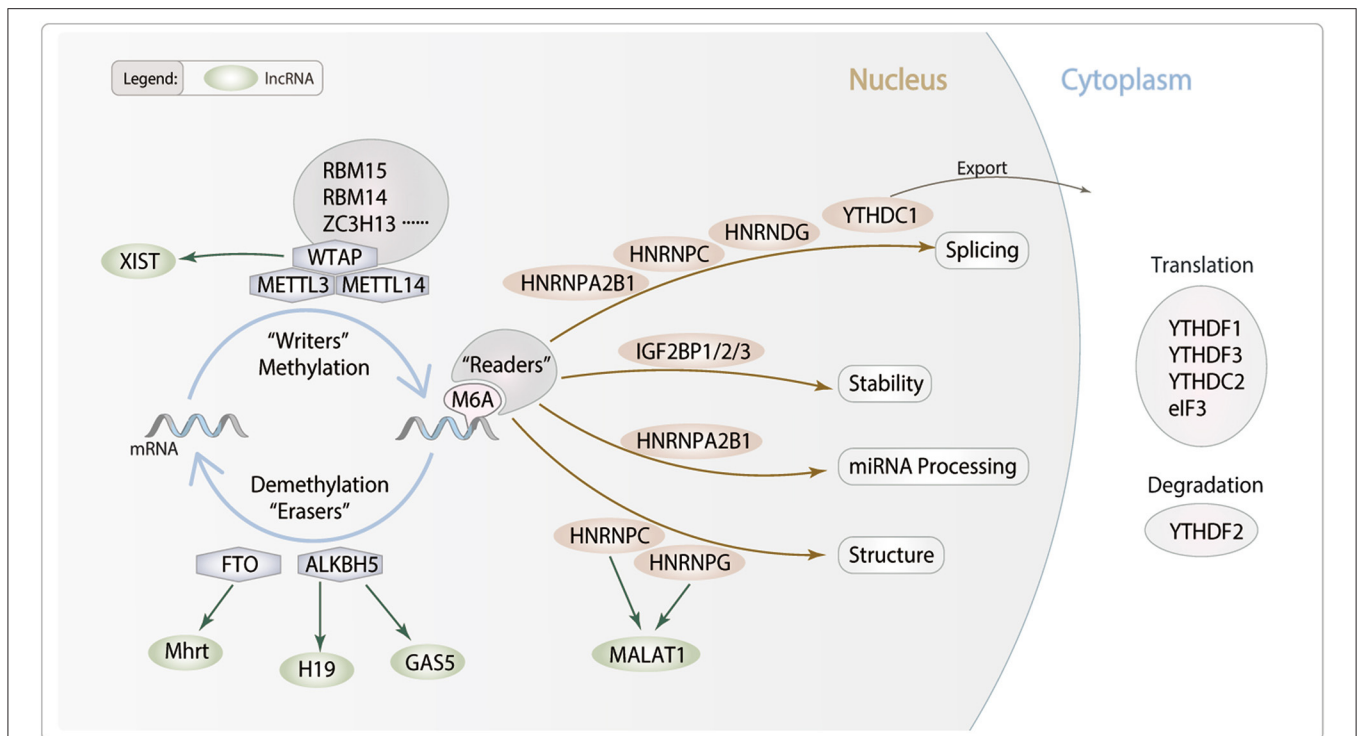 Legend:
lncRNA
Nucleus
Cytoplasm
RBM15
RBM14
ZC3H13 ······
WTAP
METTL3
METTL14
XIST
"Writers"
Methylation
mRNA
"Readers"
M6A
Demethylation
"Erasers"
FTO
ALKBH5
Mhrt
H19
GAS5
HNRNPA2B1
HNRNPC
HNRNDG
YTHDC1
Export
Splicing
IGF2BP1/2/3
Stability
HNRNPA2B1
miRNA Processing
HNRNPC
HNRNPG
Structure
MALAT1
Translation
YTHDF1
YTHDF3
YTHDC2
eIF3
Degradation
YTHDF2